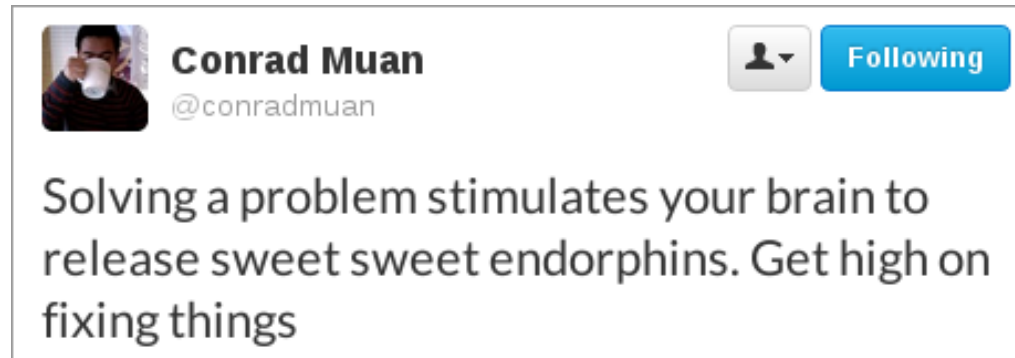 Conrad Muan
@conradmuan
Following
Solving a problem stimulates your brain to
release sweet sweet endorphins. Get high on
fixing things